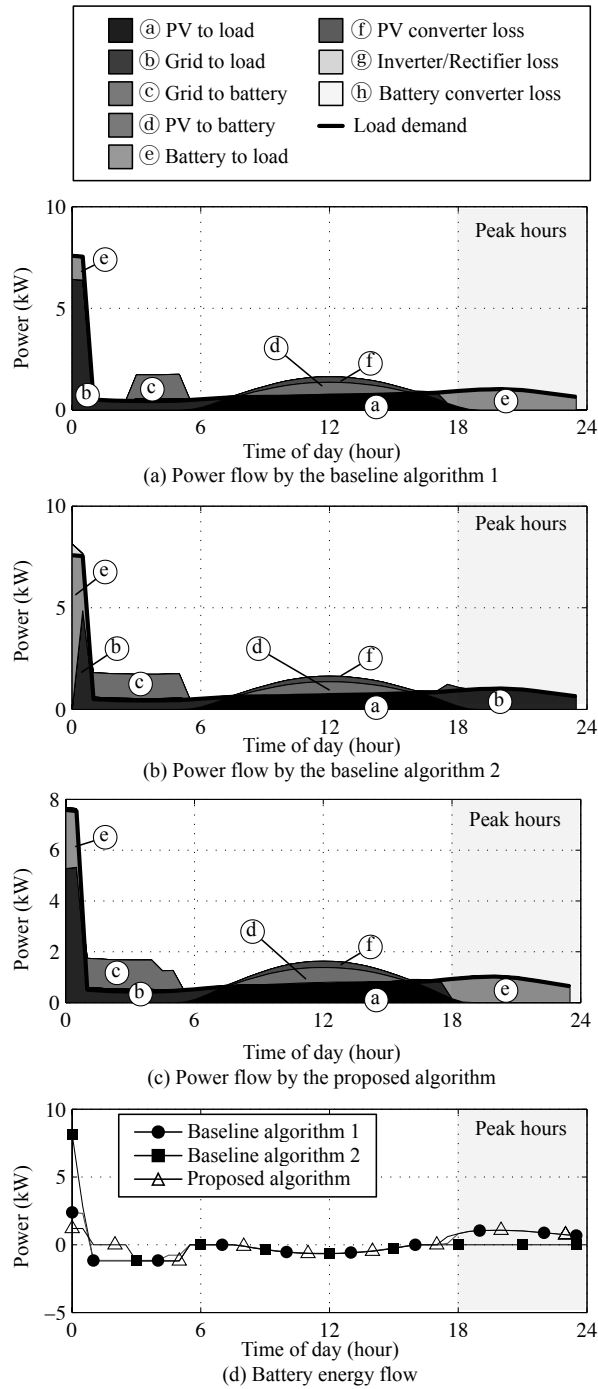 ⓐ PV to load
ⓑ Grid to load
ⓒ Grid to battery
ⓓ PV to battery
ⓔ Battery to load
ⓕ PV converter loss
ⓖ Inverter/Rectifier loss
ⓗ Battery converter loss
Load demand
10
5
0
Power (kW)
Peak hours
ⓔ
ⓓ
ⓕ
ⓑ
ⓒ
ⓐ
ⓔ
0
6
12
18
24
Time of day (hour)
(a) Power flow by the baseline algorithm 1
10
5
0
Power (kW)
Peak hours
ⓔ
ⓑ
ⓓ
ⓕ
ⓒ
ⓐ
ⓑ
0
6
12
18
24
Time of day (hour)
(b) Power flow by the baseline algorithm 2
8
6
4
2
0
Power (kW)
Peak hours
ⓔ
ⓓ
ⓕ
ⓒ
ⓑ
ⓐ
ⓔ
0
6
12
18
24
Time of day (hour)
(c) Power flow by the proposed algorithm
10
5
0
−5
Power (kW)
Baseline algorithm 1
Baseline algorithm 2
Proposed algorithm
Peak hours
0
6
12
18
24
Time of day (hour)
(d) Battery energy flow